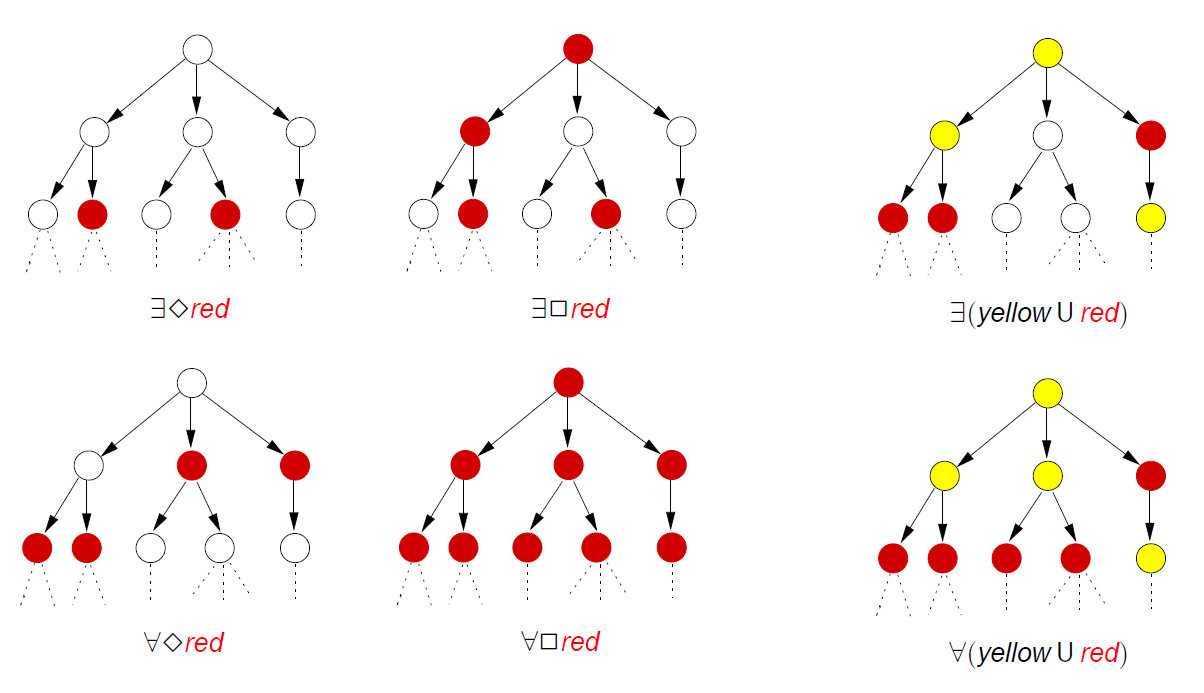 ∃◇red
∃□red
∃(yellow U red)
∀◇red
∀□red
∀(yellow U red)